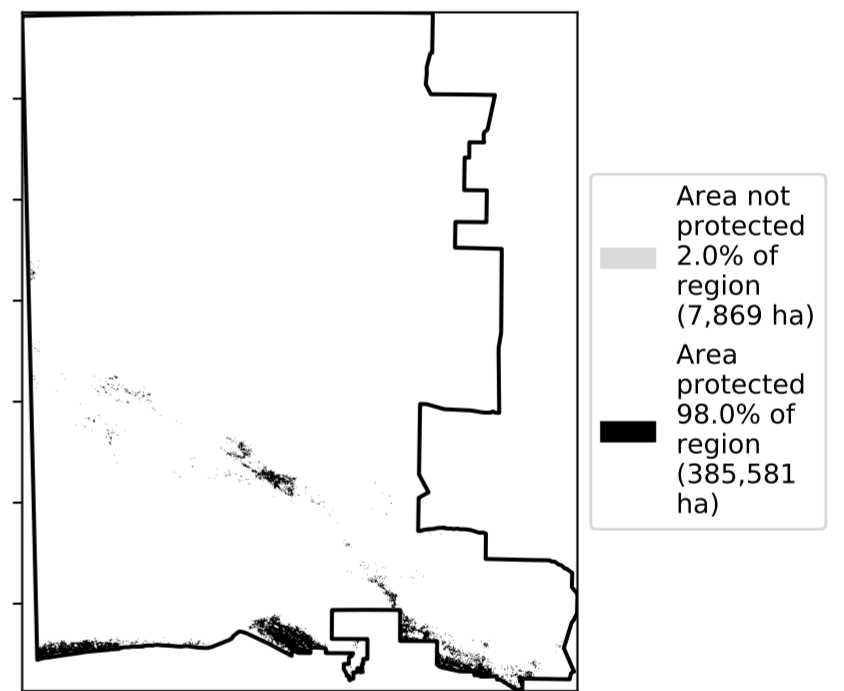 Area not
protected
2.0% of
region
(7,869 ha)
Area
protected
98.0% of
region
(385,581
ha)